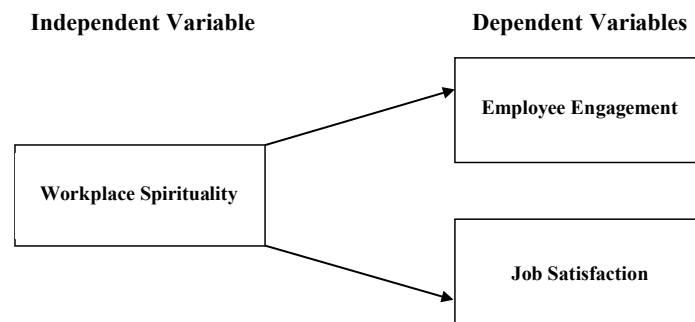 Independent Variable
Dependent Variables
Employee Engagement
Workplace Spirituality
Job Satisfaction